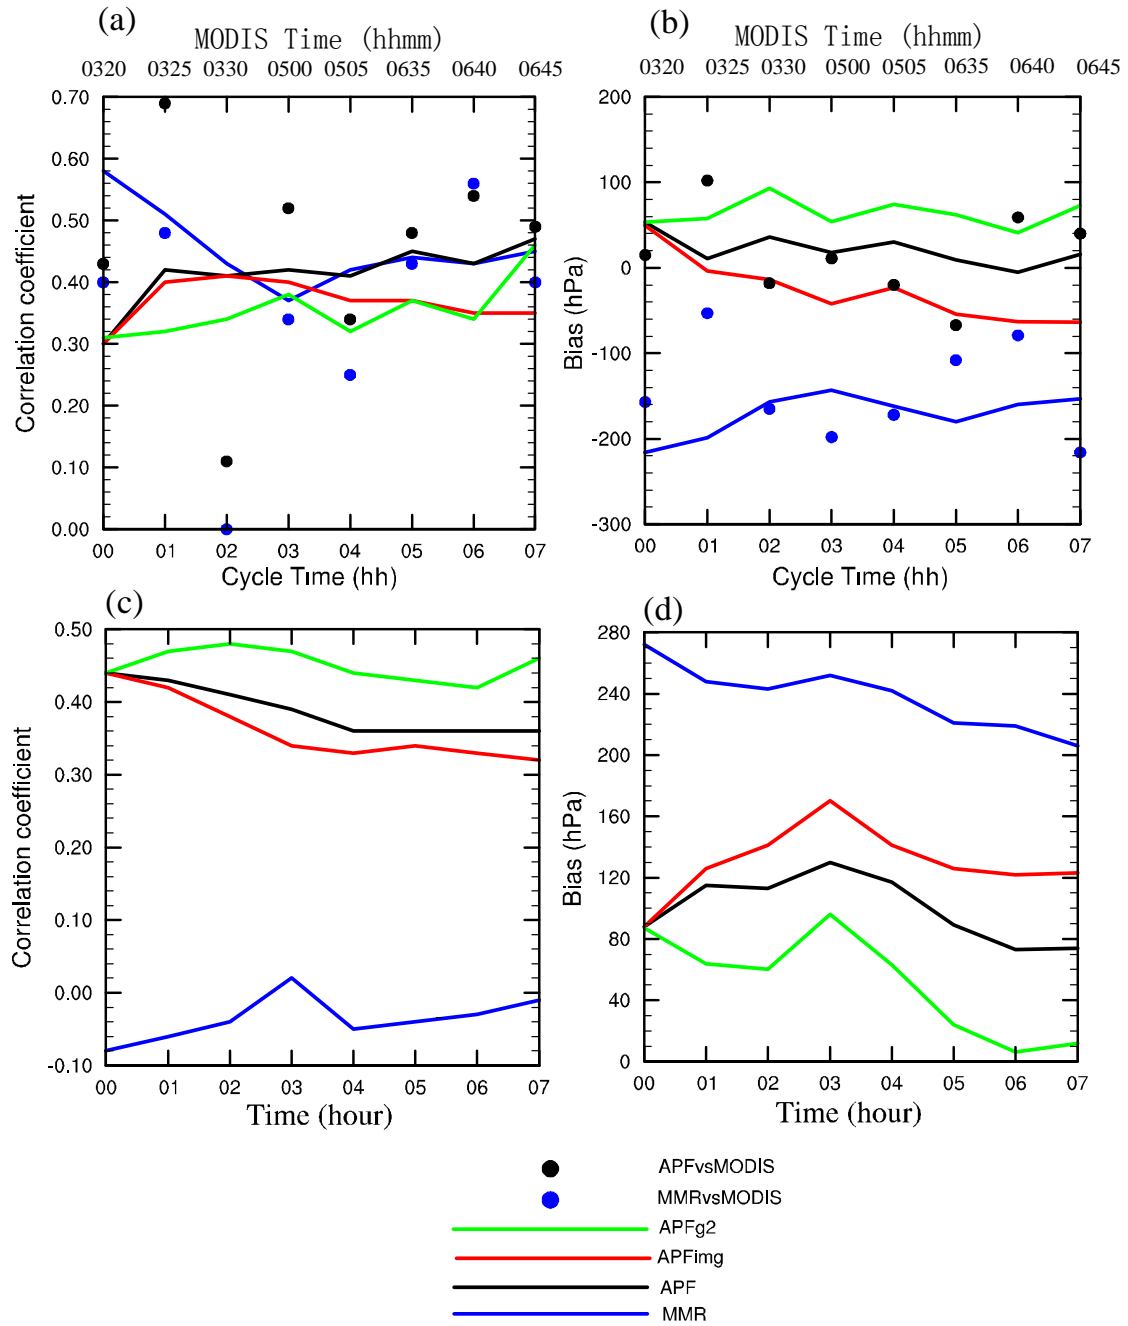 (a)
MODIS Time (hhmm)
0320 0325 0330 0500 0505 0635 0640 0645
0.70
0.60
0.50
0.40
0.30
0.20
0.10
0.00
Correlation coefficient
00 01 02 03 04 05 06 07
Cycle Time (hh)
(b)
MODIS Time (hhmm)
0320 0325 0330 0500 0505 0635 0640 0645
200
100
0
-100
-200
-300
Bias (hPa)
00 01 02 03 04 05 06 07
Cycle Time (hh)
(c)
0.50
0.40
0.30
0.20
0.10
0.00
-0.10
Correlation coefficient
00 01 02 03 04 05 06 07
Time (hour)
(d)
280
240
200
160
120
80
40
0
Bias (hPa)
00 01 02 03 04 05 06 07
Time (hour)
APFvsMODIS
MMRvsMODIS
APFg2
APFimg
APF
MMR